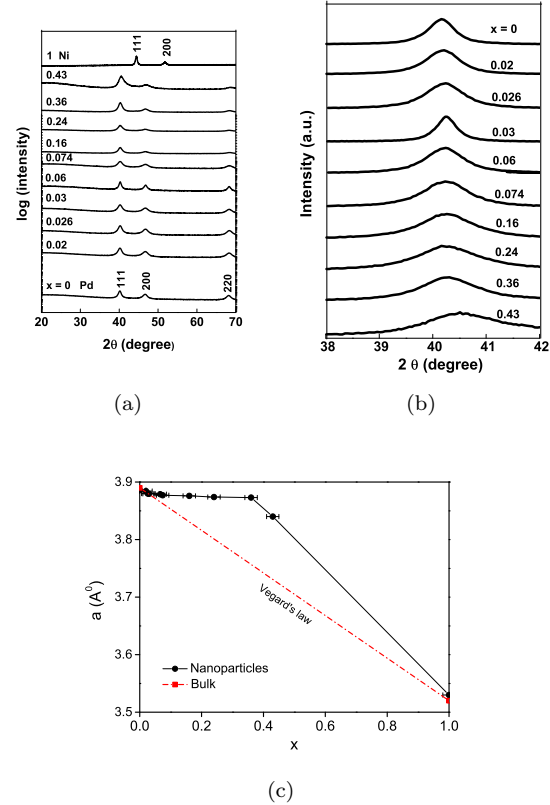 111
200
1 Ni
0.43
0.36
0.24
0.16
0.074
0.06
0.03
0.026
0.02
x = 0 Pd
111
200
220
20 30 40 50 60 70
2θ (degree)
log (intensity)
(a)
x = 0
0.02
0.026
0.03
0.06
0.074
0.16
0.24
0.36
0.43
38 39 40 41 42
2 θ (degree)
Intensity (a.u.)
(b)
3.9
3.8
3.7
3.6
3.5
a (A⁰)
Vegard's law
Nanoparticles
Bulk
0.0 0.2 0.4 0.6 0.8 1.0
x
(c)